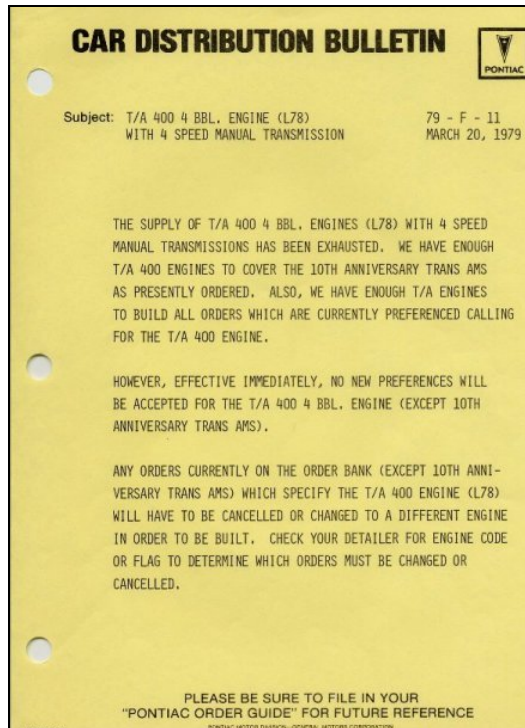 CAR DISTRIBUTION BULLETIN
PONTIAC
Subject: T/A 400 4 BBL. ENGINE (L78) 79 - F - 11
WITH 4 SPEED MANUAL TRANSMISSION MARCH 20, 1979
THE SUPPLY OF T/A 400 4 BBL. ENGINES (L78) WITH 4 SPEED
MANUAL TRANSMISSIONS HAS BEEN EXHAUSTED. WE HAVE ENOUGH
T/A 400 ENGINES TO COVER THE 10TH ANNIVERSARY TRANS AMS
AS PRESENTLY ORDERED. ALSO, WE HAVE ENOUGH T/A ENGINES
TO BUILD ALL ORDERS WHICH ARE CURRENTLY PREFERENCED CALLING
FOR THE T/A 400 ENGINE.
HOWEVER, EFFECTIVE IMMEDIATELY, NO NEW PREFERENCES WILL
BE ACCEPTED FOR THE T/A 400 4 BBL. ENGINE (EXCEPT 10TH
ANNIVERSARY TRANS AMS).
ANY ORDERS CURRENTLY ON THE ORDER BANK (EXCEPT 10TH ANNI-
VERSARY TRANS AMS) WHICH SPECIFY THE T/A 400 ENGINE (L78)
WILL HAVE TO BE CANCELLED OR CHANGED TO A DIFFERENT ENGINE
IN ORDER TO BE BUILT. CHECK YOUR DETAILER FOR ENGINE CODE
OR FLAG TO DETERMINE WHICH ORDERS MUST BE CHANGED OR
CANCELLED.
PLEASE BE SURE TO FILE IN YOUR
"PONTIAC ORDER GUIDE" FOR FUTURE REFERENCE
PONTIAC MOTOR DIVISION—GENERAL MOTORS CORPORATION